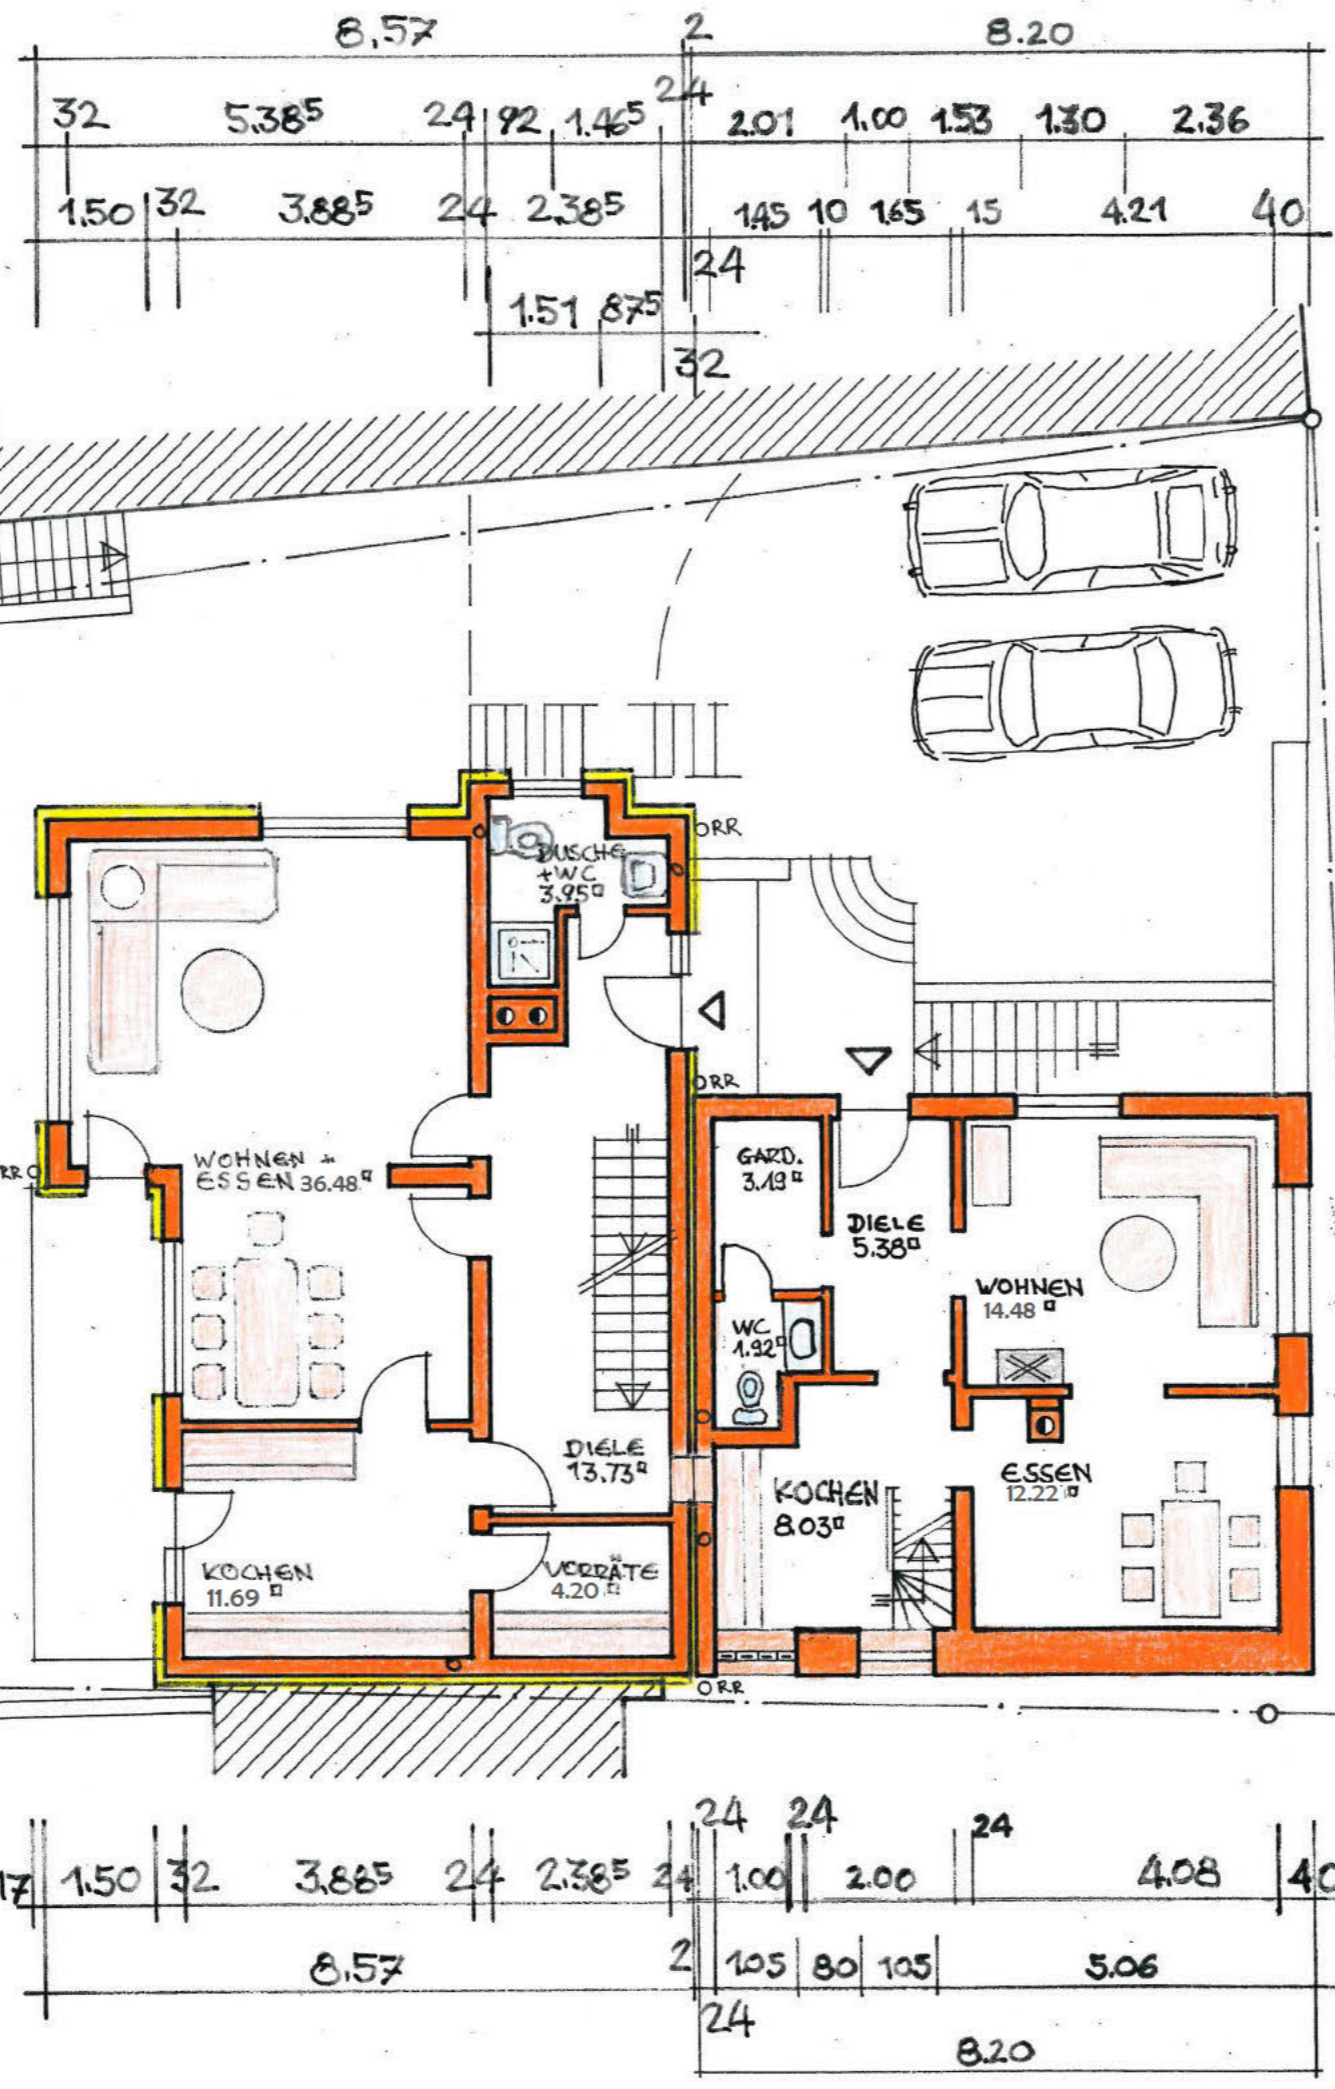 8.57 2 8.20
24
32 5.38⁵ 24 92 1.46⁵ 2.01 1.00 1.53 1.30 2.36
1.50 32 3.88⁵ 24 2.38⁵ 1.45 10 1.65 15 4.21 40
24
1.51 87⁵
32
ORR
DUSCHE
+WC
3.95□
ORR
RRO
WOHNEN +
ESSEN 36.48□
GARD.
3.19□
DIELE
5.38□
WOHNEN
14.48□
WC
1.92□
DIELE
13.73□
KOCHEN
8.03□
ESSEN
12.22□
KOCHEN
11.69□
VORRÄTE
4.20□
ORR
24 24 24
17 1.50 32 3.88⁵ 24 2.38⁵ 24 1.00 2.00 4.08 40
8.57 2 1.05 80 1.05 5.06
24
8.20